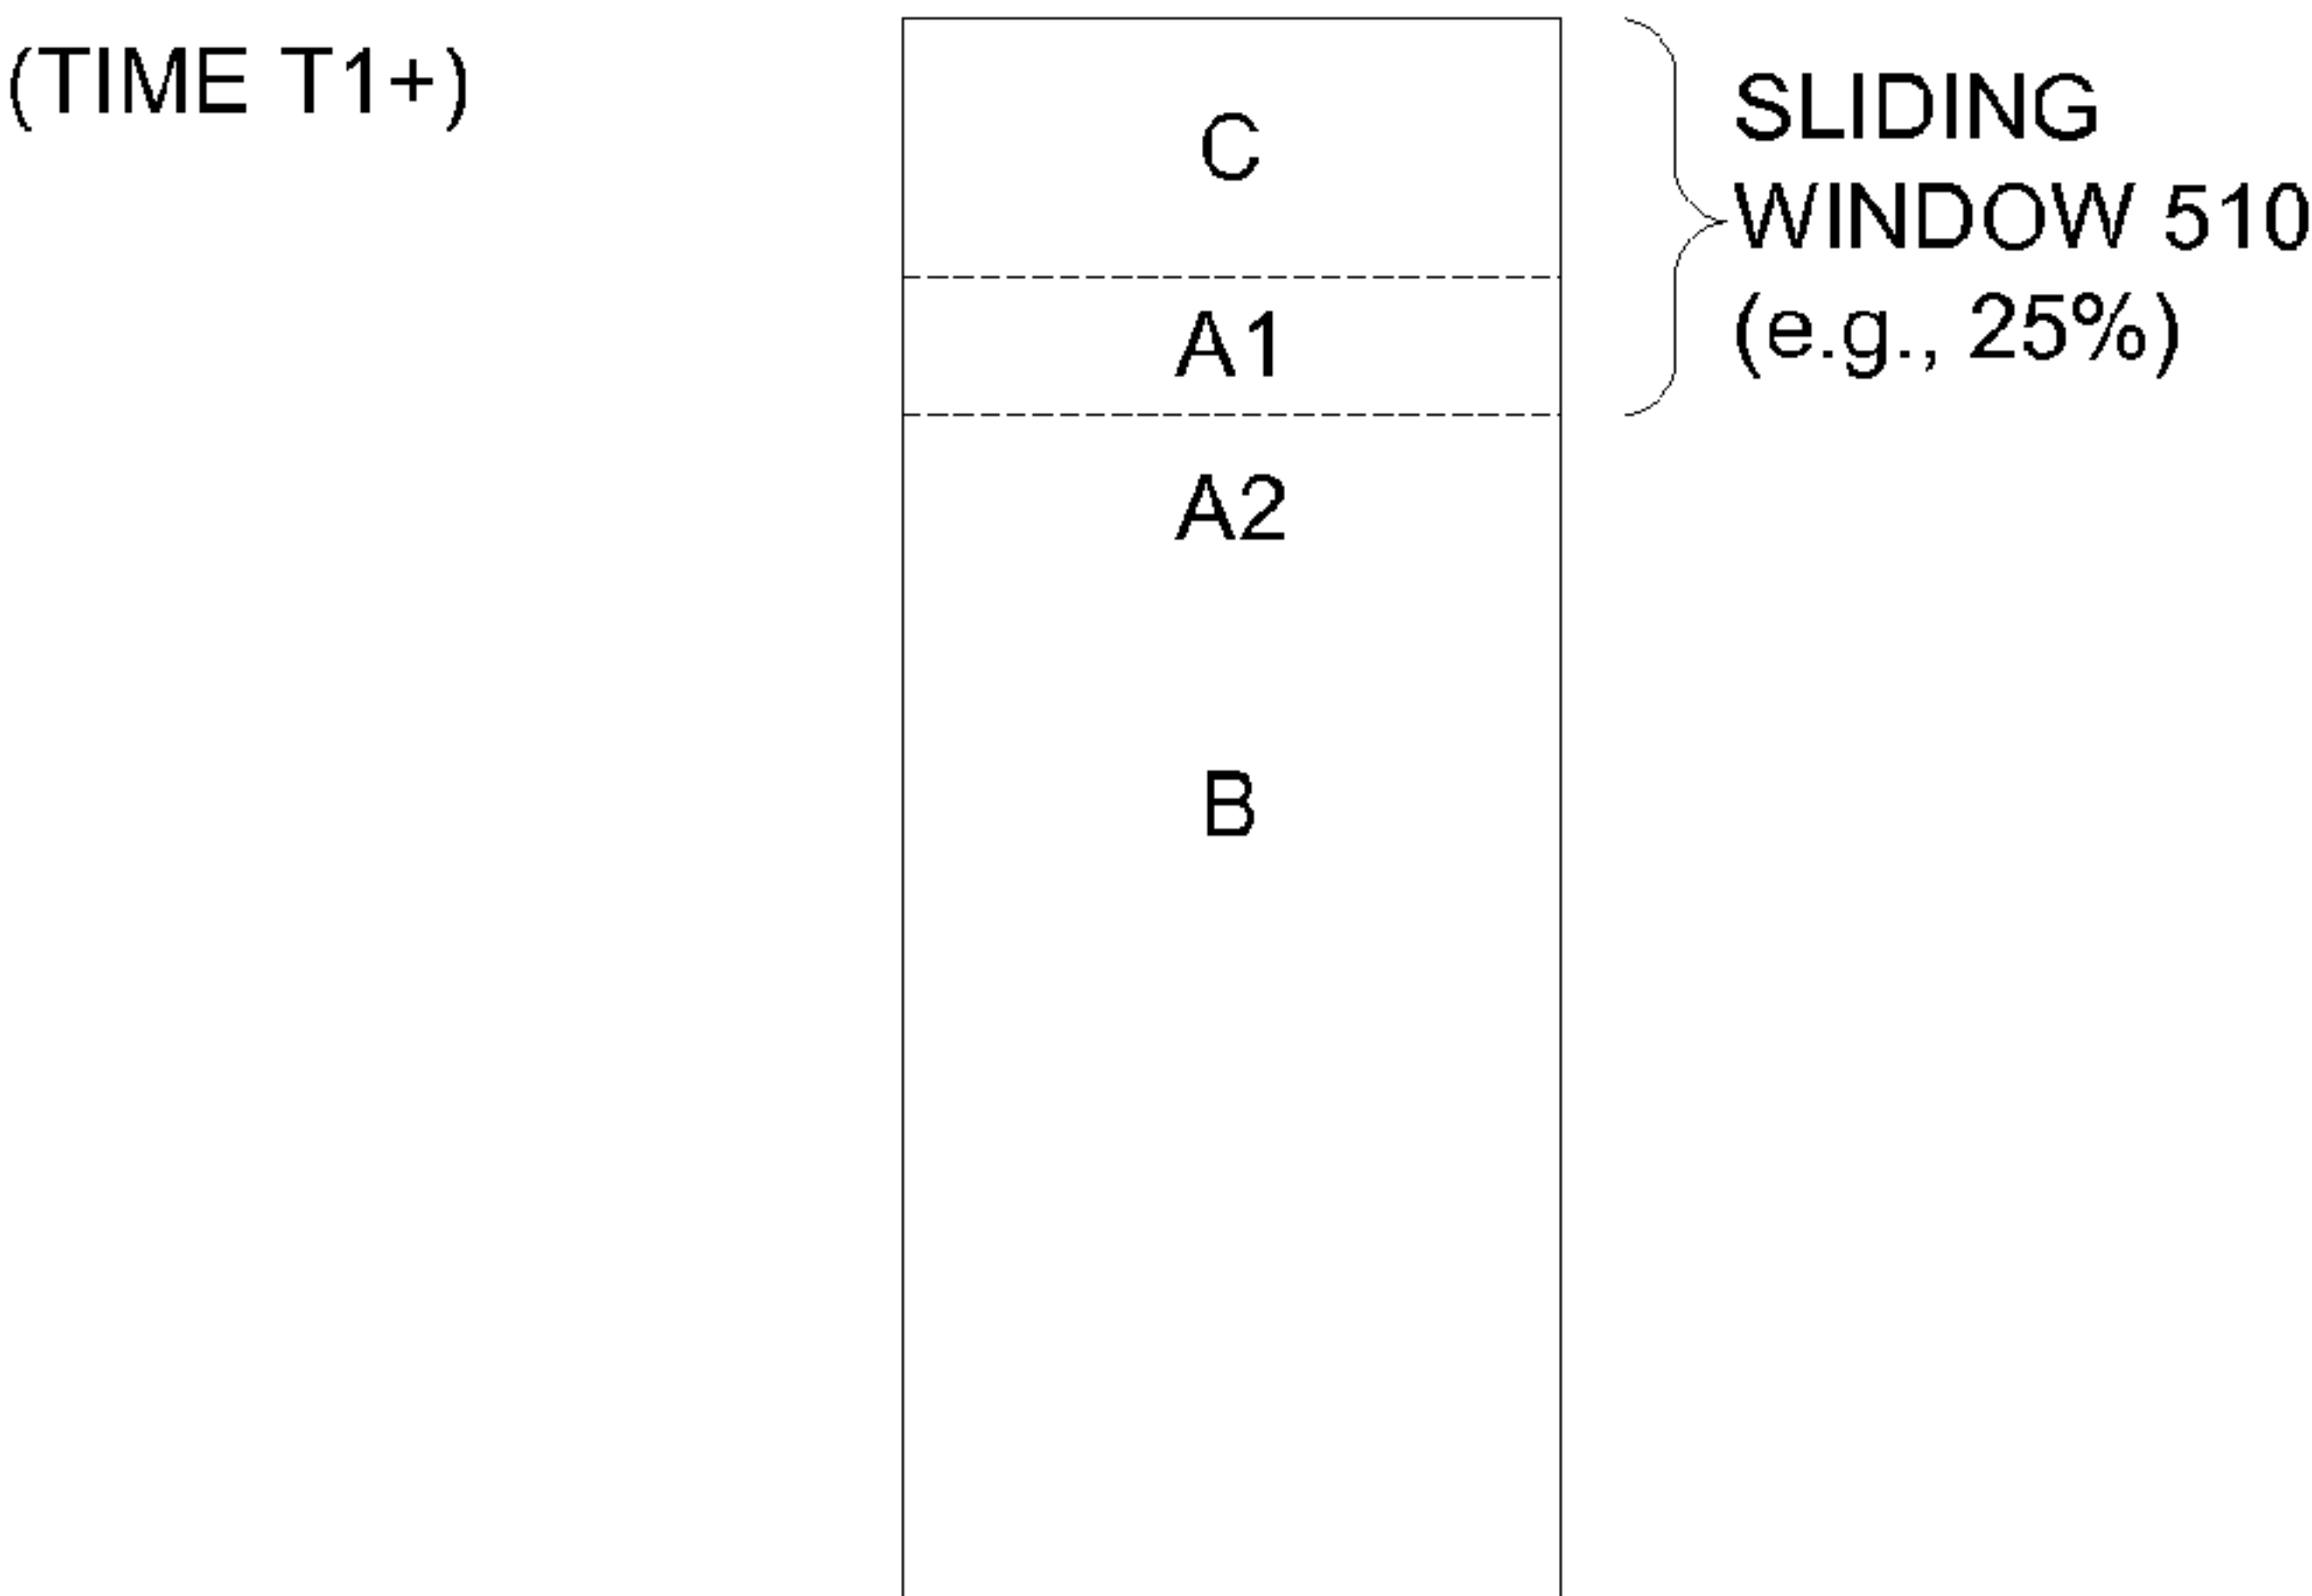 (TIME T1+)
C
SLIDING
WINDOW 510
(e.g., 25%)
A1
A2
B